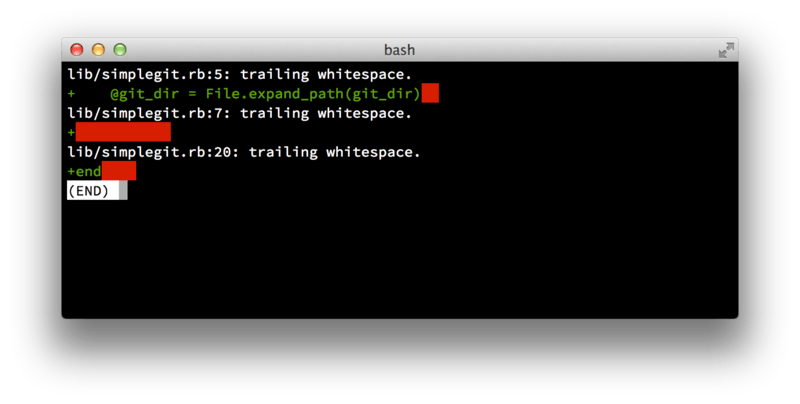 bash
lib/simplegit.rb:5: trailing whitespace.
+    @git_dir = File.expand_path(git_dir)
lib/simplegit.rb:7: trailing whitespace.
+
lib/simplegit.rb:20: trailing whitespace.
+end
(END)